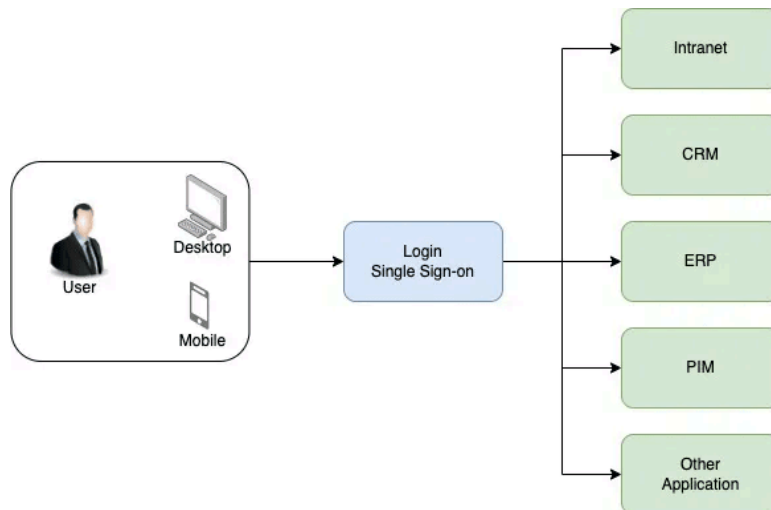 User
Desktop
Mobile
Login
Single Sign-on
Intranet
CRM
ERP
PIM
Other
Application